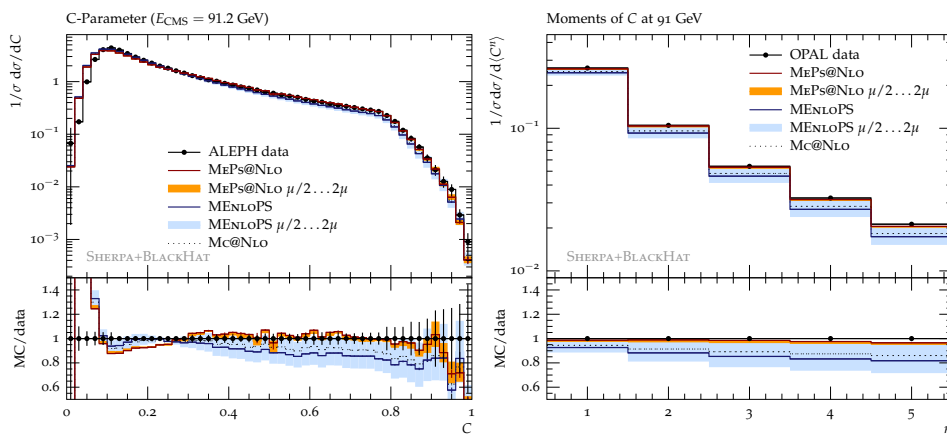 C-Parameter (E_CMS = 91.2 GeV)
1/σ dσ/dC
1
10⁻¹
10⁻²
10⁻³
ALEPH data
MEPS@NLO
MEPS@NLO μ/2...2μ
MENLOPS
MENLOPS μ/2...2μ
MC@NLO
SHERPA+BLACKHAT
MC/data
1.4
1.2
1
0.8
0.6
0 0.2 0.4 0.6 0.8 1
C
Moments of C at 91 GeV
1/σ dσ/d⟨Cⁿ⟩
10⁻¹
10⁻²
OPAL data
MEPS@NLO
MEPS@NLO μ/2...2μ
MENLOPS
MENLOPS μ/2...2μ
MC@NLO
SHERPA+BLACKHAT
MC/data
1.4
1.2
1
0.8
0.6
1 2 3 4 5